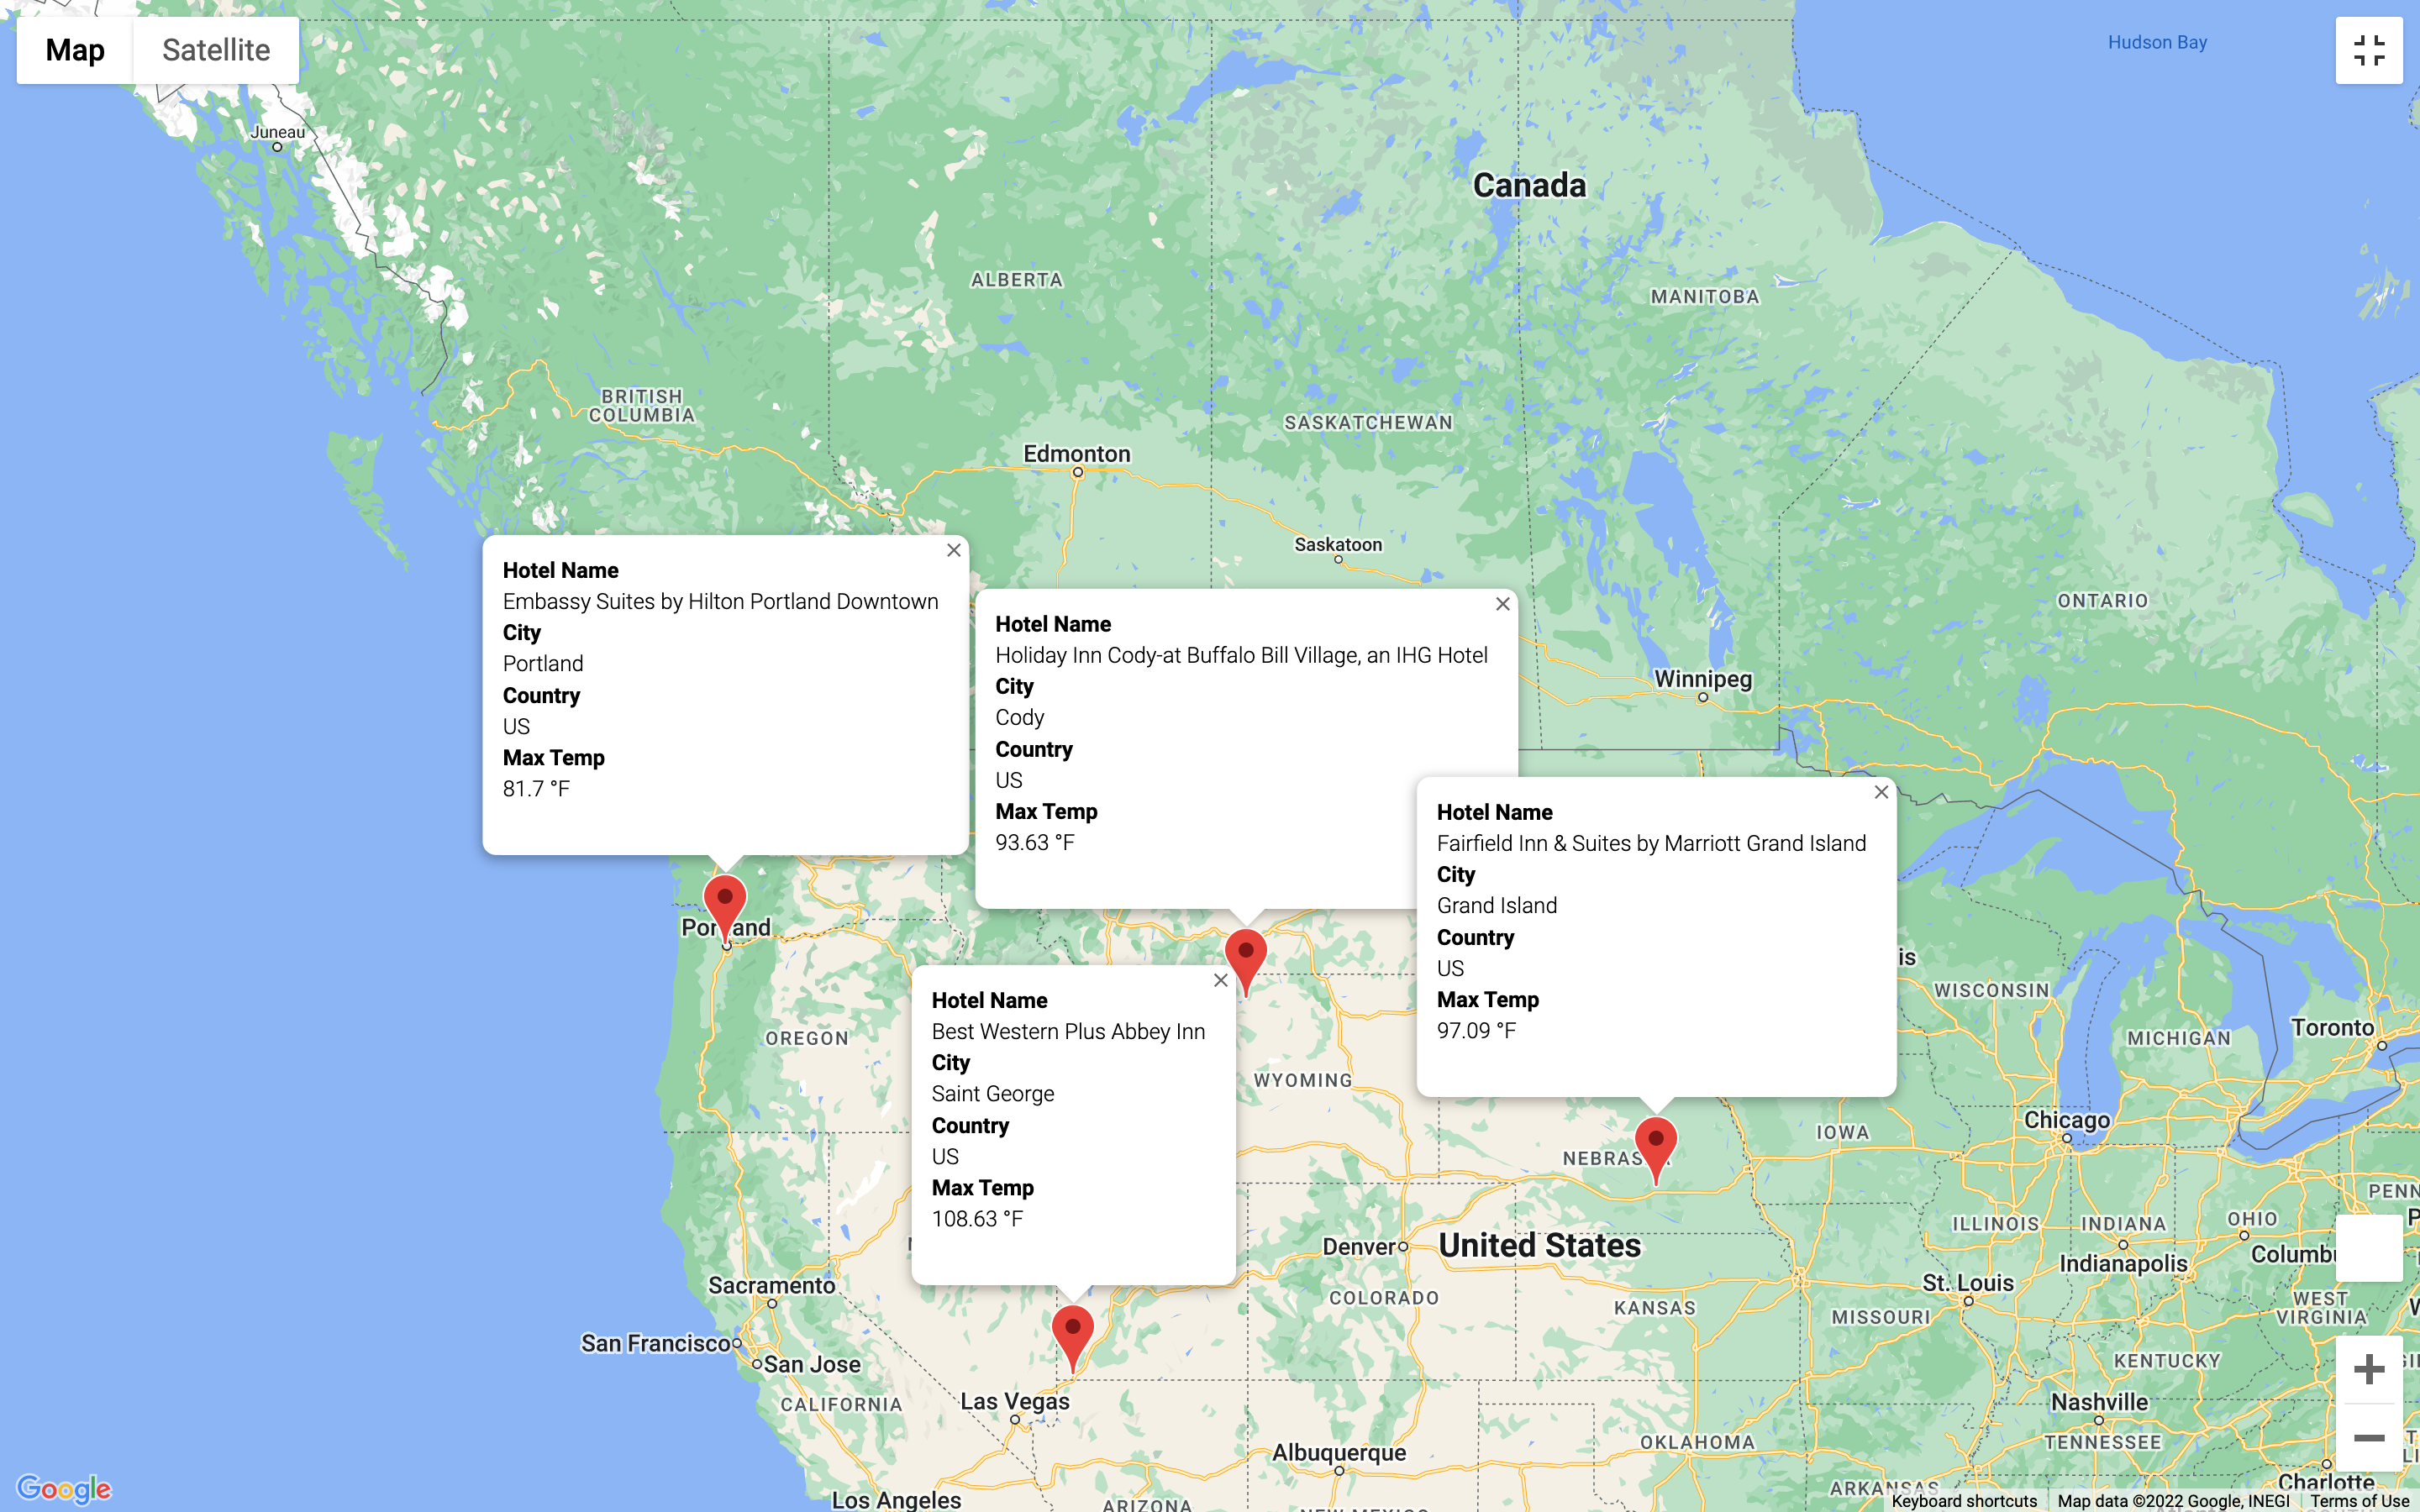 Map Satellite
Hudson Bay
Juneau
Canada
ALBERTA
MANITOBA
BRITISH
COLUMBIA
SASKATCHEWAN
Edmonton
Saskatoon
ONTARIO
Winnipeg
Hotel Name
Embassy Suites by Hilton Portland Downtown
City
Portland
Country
US
Max Temp
81.7 °F
Hotel Name
Holiday Inn Cody-at Buffalo Bill Village, an IHG Hotel
City
Cody
Country
US
Max Temp
93.63 °F
Hotel Name
Fairfield Inn & Suites by Marriott Grand Island
City
Grand Island
Country
US
Max Temp
97.09 °F
Hotel Name
Best Western Plus Abbey Inn
City
Saint George
Country
US
Max Temp
108.63 °F
Portland
is
WISCONSIN
Toronto
MICHIGAN
OREGON
WYOMING
Chicago
IOWA
NEBRAS
PENN
ILLINOIS
INDIANA
OHIO
Denver
United States
Columbu
Indianapolis
Sacramento
St. Louis
COLORADO
KANSAS
MISSOURI
WEST
VIRGINIA
San Francisco
San Jose
KENTUCKY
Las Vegas
CALIFORNIA
Nashville
OKLAHOMA
TENNESSEE
Albuquerque
Charlotte
ARKANSAS
Los Angeles
ARIZONA
NEW MEXICO
Google
Keyboard shortcuts Map data ©2022 Google, INEGI Terms of Use